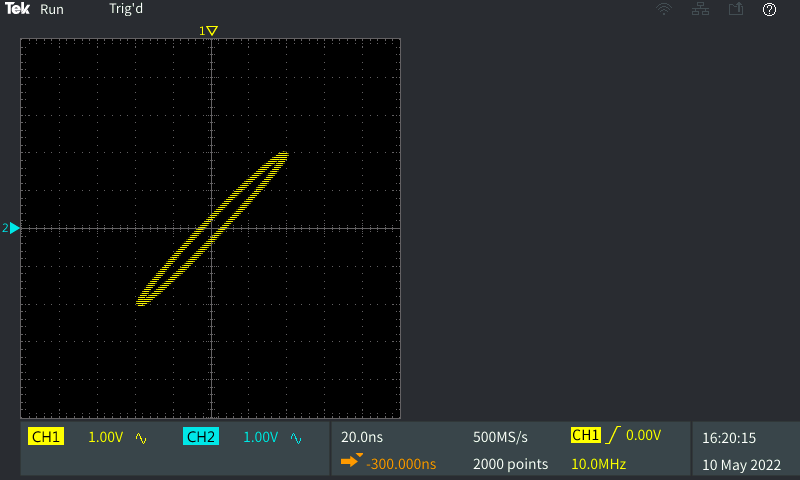 Tek Run Trig'd
1
2
CH1 1.00V CH2 1.00V 20.0ns 500MS/s CH1 0.00V 16:20:15
-300.000ns 2000 points 10.0MHz 10 May 2022